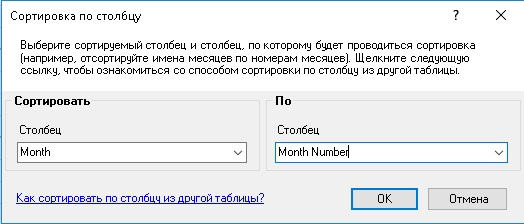 Сортировка по столбцу
Выберите сортируемый столбец и столбец, по которому будет проводиться сортировка
(например, отсортируйте имена месяцев по номерам месяцев). Щелкните следующую
ссылку, чтобы ознакомиться со способом сортировки по столбцу из другой таблицы.
Сортировать
Столбец
Month
По
Столбец
Month Number
Как сортировать по столбцу из другой таблицы?
OK
Отмена